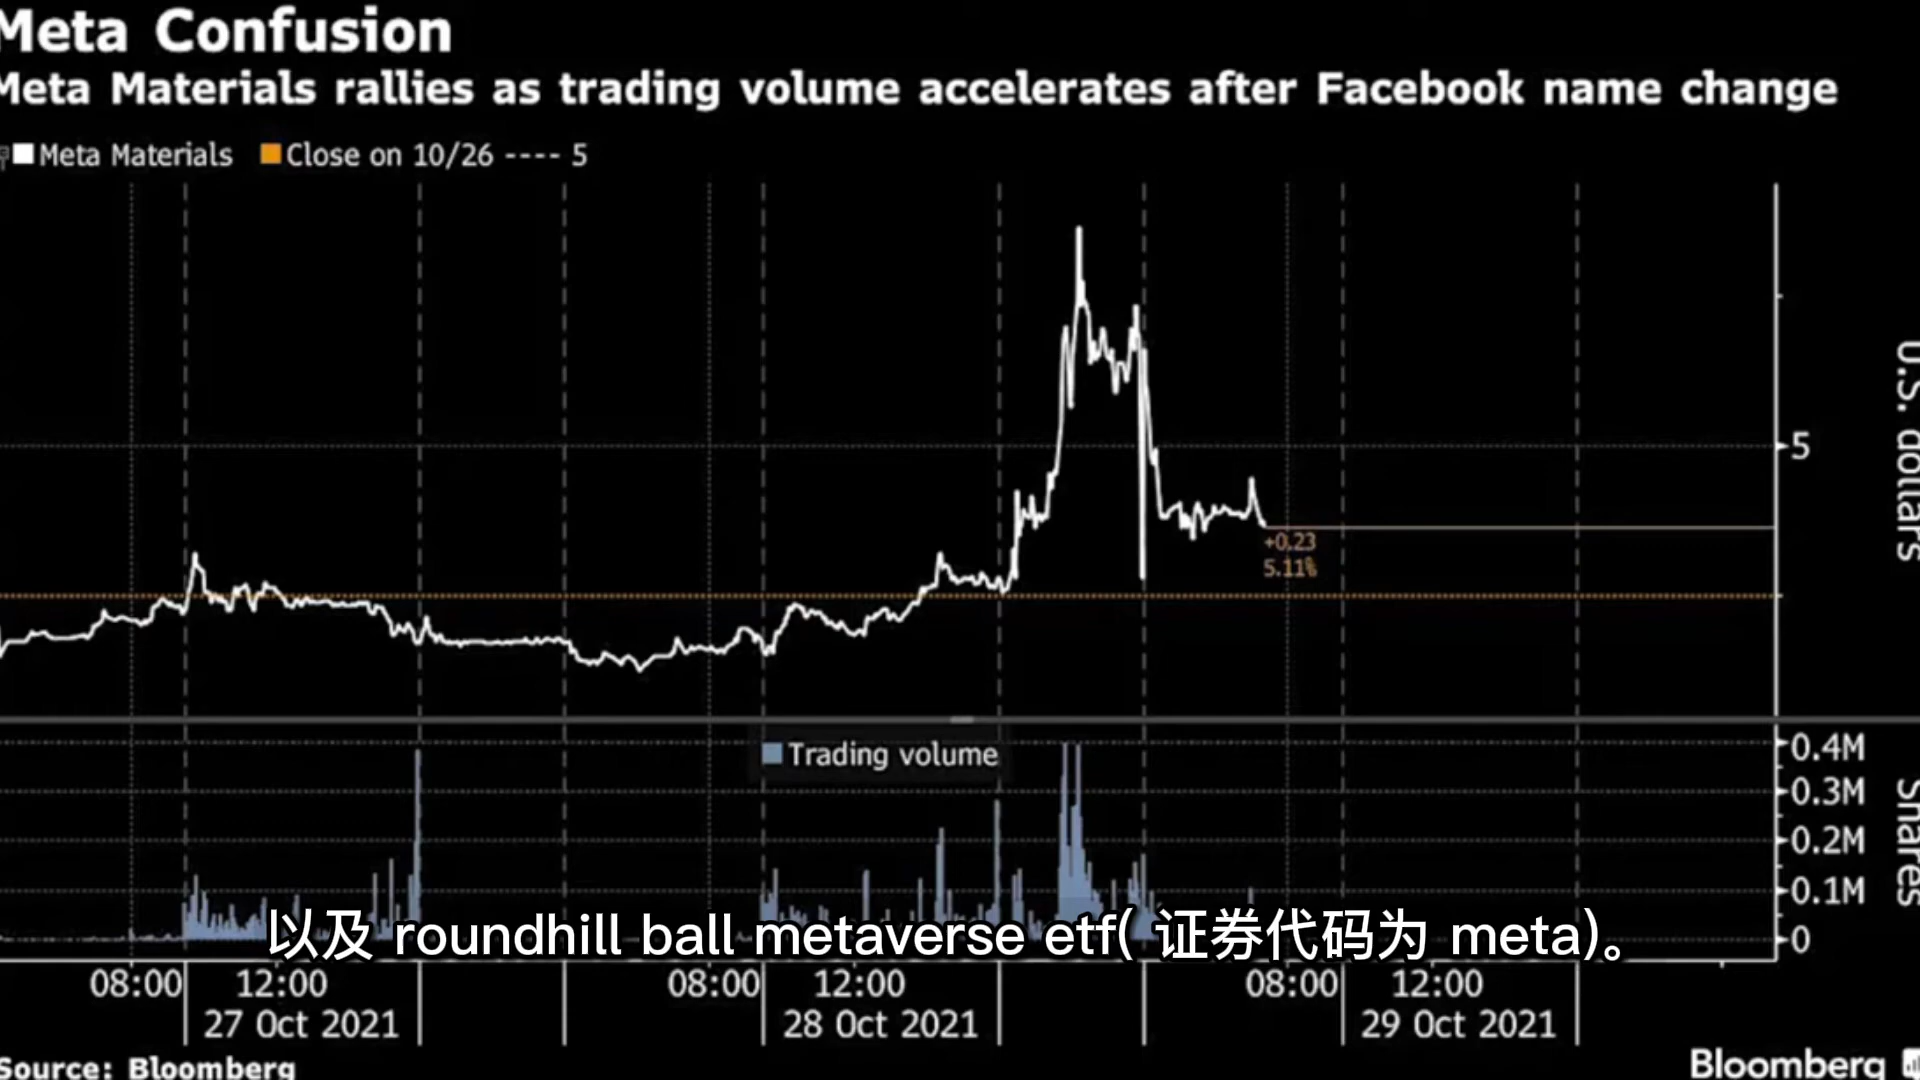 Meta Confusion
Meta Materials rallies as trading volume accelerates after Facebook name change
Meta Materials Close on 10/26 ---- 5
U.S. dollars
5
+0.23
5.11%
Trading volume
0.4M
0.3M
0.2M
0.1M
0
Shares
以及 roundhill ball metaverse etf( 证券代码为 meta)。
08:00 12:00 08:00 12:00 08:00 12:00
27 Oct 2021 28 Oct 2021 29 Oct 2021
Source: Bloomberg
Bloomberg